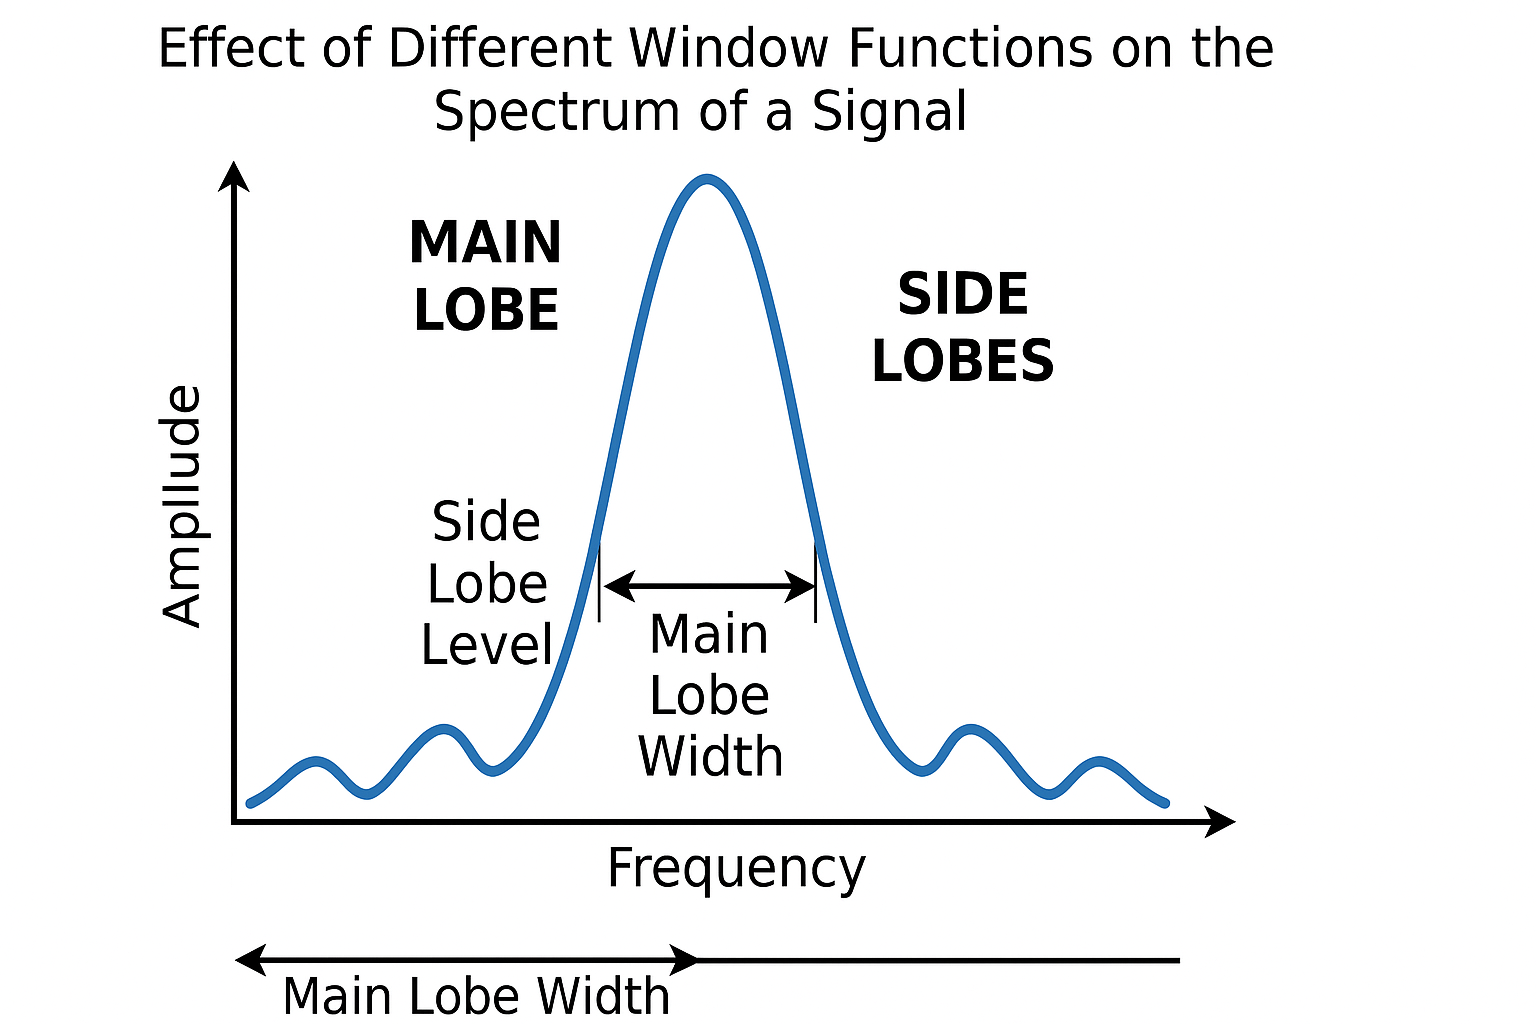 Effect of Different Window Functions on the
Spectrum of a Signal
MAIN
LOBE
SIDE
LOBES
Ampllude
Side
Lobe
Level
Main
Lobe
Width
Frequency
Main Lobe Width